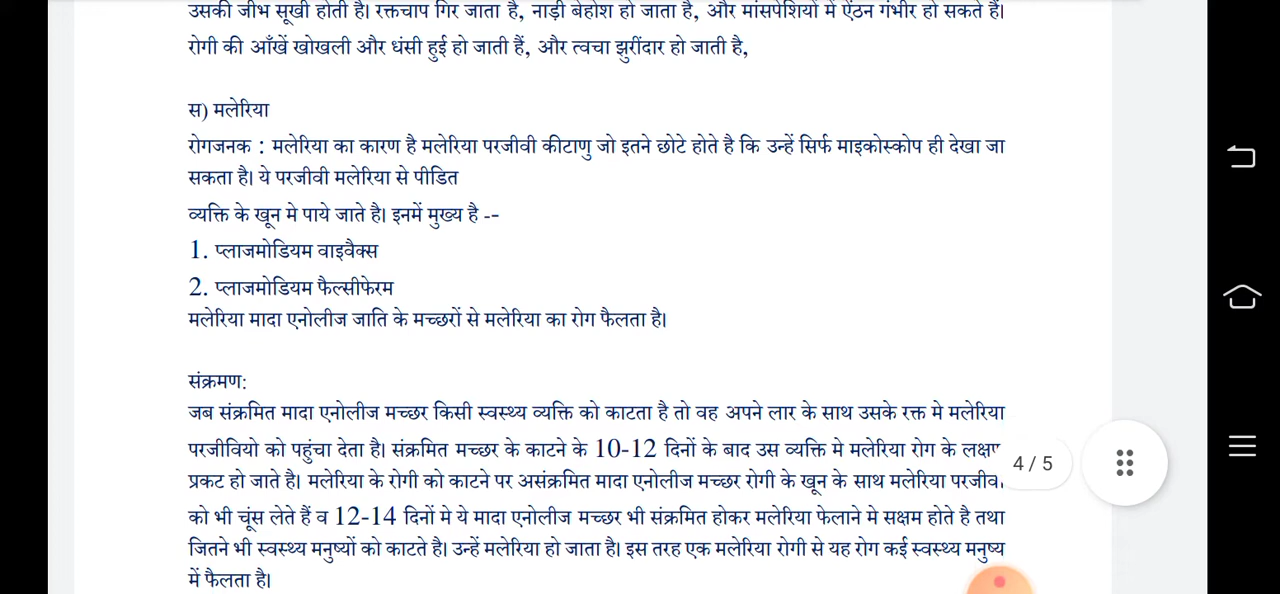 उसकी जीभ सूखी होती है। रक्तचाप गिर जाता है, नाड़ी बेहोश हो जाता है, और मांसपेशियों में ऐंठन गंभीर हो सकते हैं।
रोगी की आँखें खोखली और धंसी हुई हो जाती हैं, और त्वचा झुर्रीदार हो जाती है,
स) मलेरिया
रोगजनक : मलेरिया का कारण है मलेरिया परजीवी कीटाणु जो इतने छोटे होते है कि उन्हें सिर्फ माइकोस्कोप ही देखा जा
सकता है। ये परजीवी मलेरिया से पीडित
व्यक्ति के खून मे पाये जाते है। इनमें मुख्य है --
1. प्लाजमोडियम वाइवैक्स
2. प्लाजमोडियम फैल्सीफेरम
मलेरिया मादा एनोलीज जाति के मच्छरों से मलेरिया का रोग फैलता है।
संक्रमण:
जब संक्रमित मादा एनोलीज मच्छर किसी स्वस्थ्य व्यक्ति को काटता है तो वह अपने लार के साथ उसके रक्त मे मलेरिया
परजीवियो को पहुंचा देता है। संक्रमित मच्छर के काटने के 10-12 दिनों के बाद उस व्यक्ति मे मलेरिया रोग के
प्रकट हो जाते है। मलेरिया के रोगी को काटने पर असंक्रमित मादा एनोलीज मच्छर रोगी के खून के साथ मलेरिया
को भी चूंस लेते हैं व 12-14 दिनों मे ये मादा एनोलीज मच्छर भी संक्रमित होकर मलेरिया फेलाने मे सक्षम होते है तथा
जितने भी स्वस्थ्य मनुष्यों को काटते है। उन्हें मलेरिया हो जाता है। इस तरह एक मलेरिया रोगी से यह रोग कई स्वस्थ्य मनुष्य
में फैलता है।
4 / 5